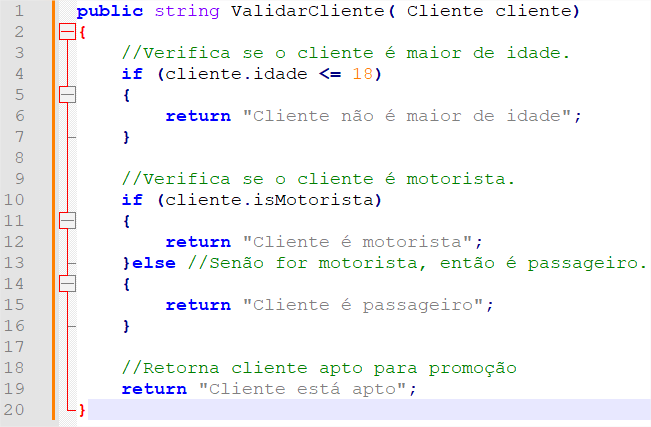 1 public string ValidarCliente( Cliente cliente)
2 {
3 //Verifica se o cliente é maior de idade.
4 if (cliente.idade <= 18)
5 {
6 return "Cliente não é maior de idade";
7 }
8
9 //Verifica se o cliente é motorista.
10 if (cliente.isMotorista)
11 {
12 return "Cliente é motorista";
13 }else //Senão for motorista, então é passageiro.
14 {
15 return "Cliente é passageiro";
16 }
17
18 //Retorna cliente apto para promoção
19 return "Cliente está apto";
20 }